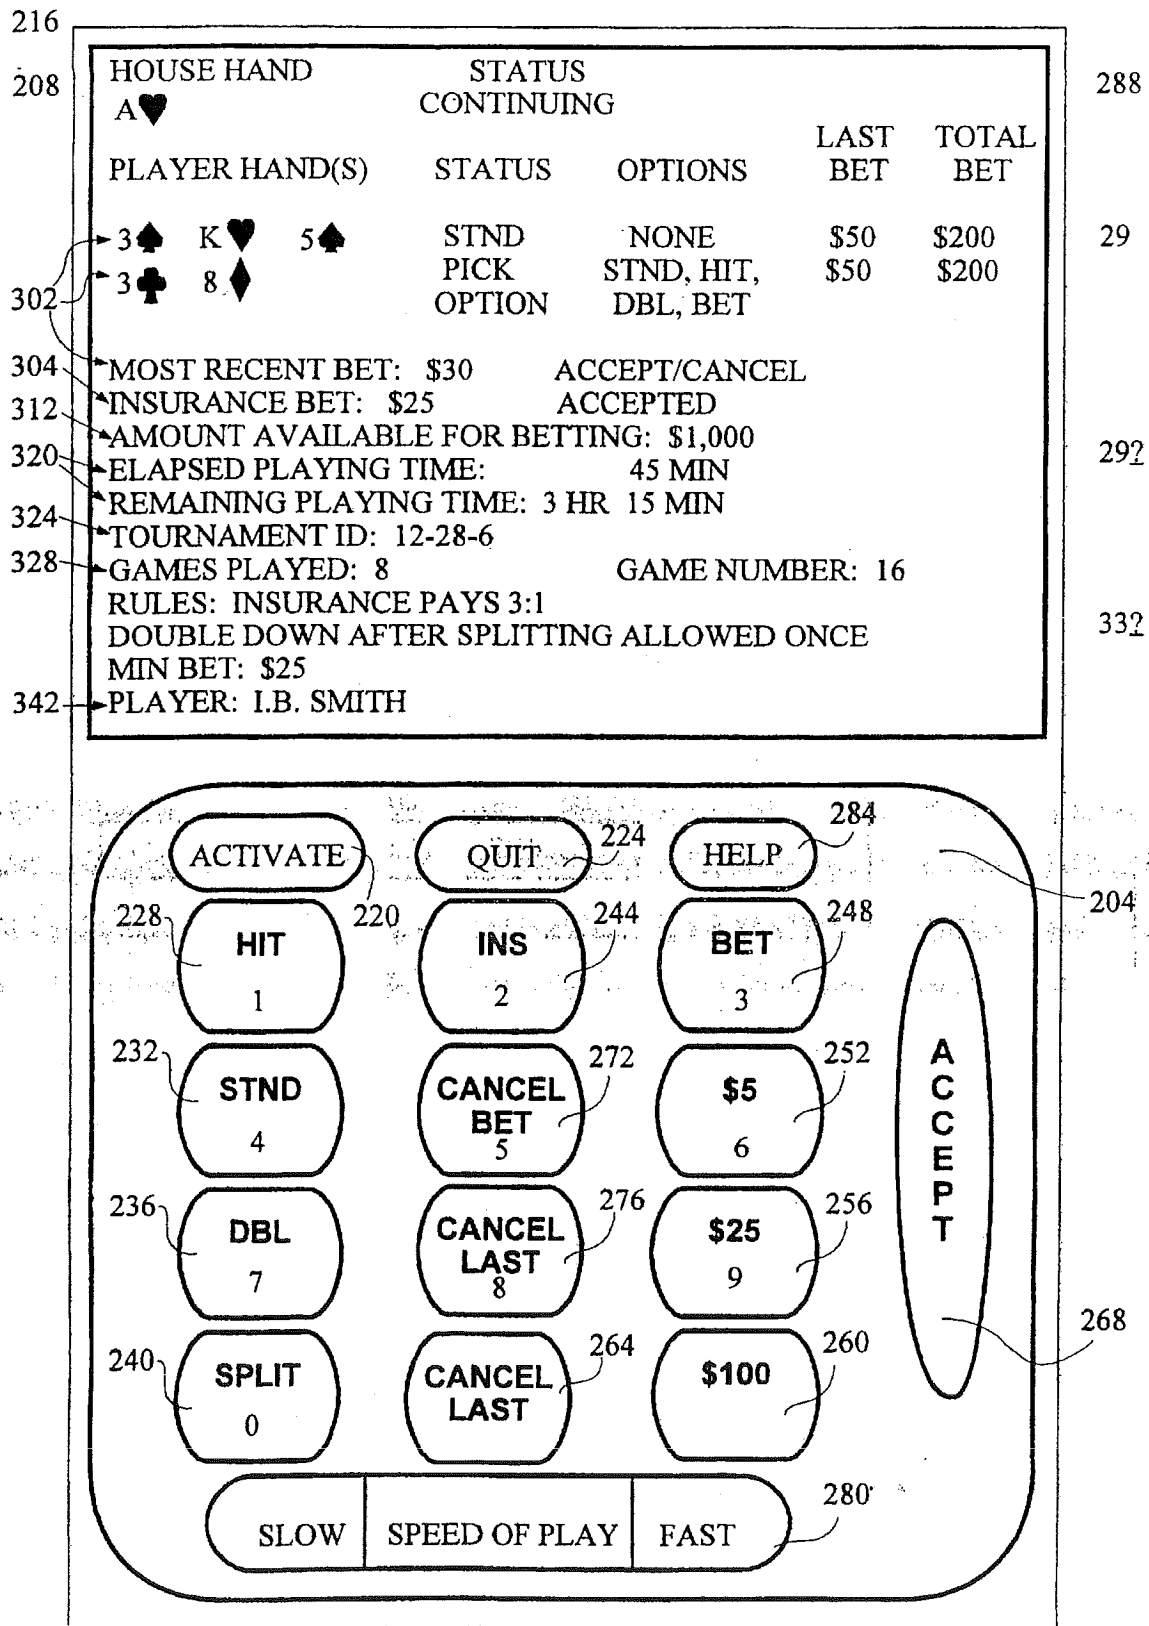 216
208
HOUSE HAND STATUS 288
A♥ CONTINUING
LAST TOTAL
PLAYER HAND(S) STATUS OPTIONS BET BET
3♠ K♥ 5♠ STND NONE $50 $200 29
3♣ 8♦ PICK STND, HIT, $50 $200
302 OPTION DBL, BET
304 MOST RECENT BET: $30 ACCEPT/CANCEL
312 INSURANCE BET: $25 ACCEPTED
AMOUNT AVAILABLE FOR BETTING: $1,000
320 ELAPSED PLAYING TIME: 45 MIN 29?
REMAINING PLAYING TIME: 3 HR 15 MIN
324 TOURNAMENT ID: 12-28-6
328 GAMES PLAYED: 8 GAME NUMBER: 16
RULES: INSURANCE PAYS 3:1
DOUBLE DOWN AFTER SPLITTING ALLOWED ONCE 33?
MIN BET: $25
342 PLAYER: I.B. SMITH
284
ACTIVATE QUIT 224 HELP
204
228 220 244 248
HIT INS BET
1 2 3
232 272 252
STND CANCEL $5
BET
4 5 6
236 276 256
DBL CANCEL $25
LAST
7 8 9
240 264 260 268
SPLIT CANCEL $100
0 LAST
ACCEPT
280
SLOW SPEED OF PLAY FAST